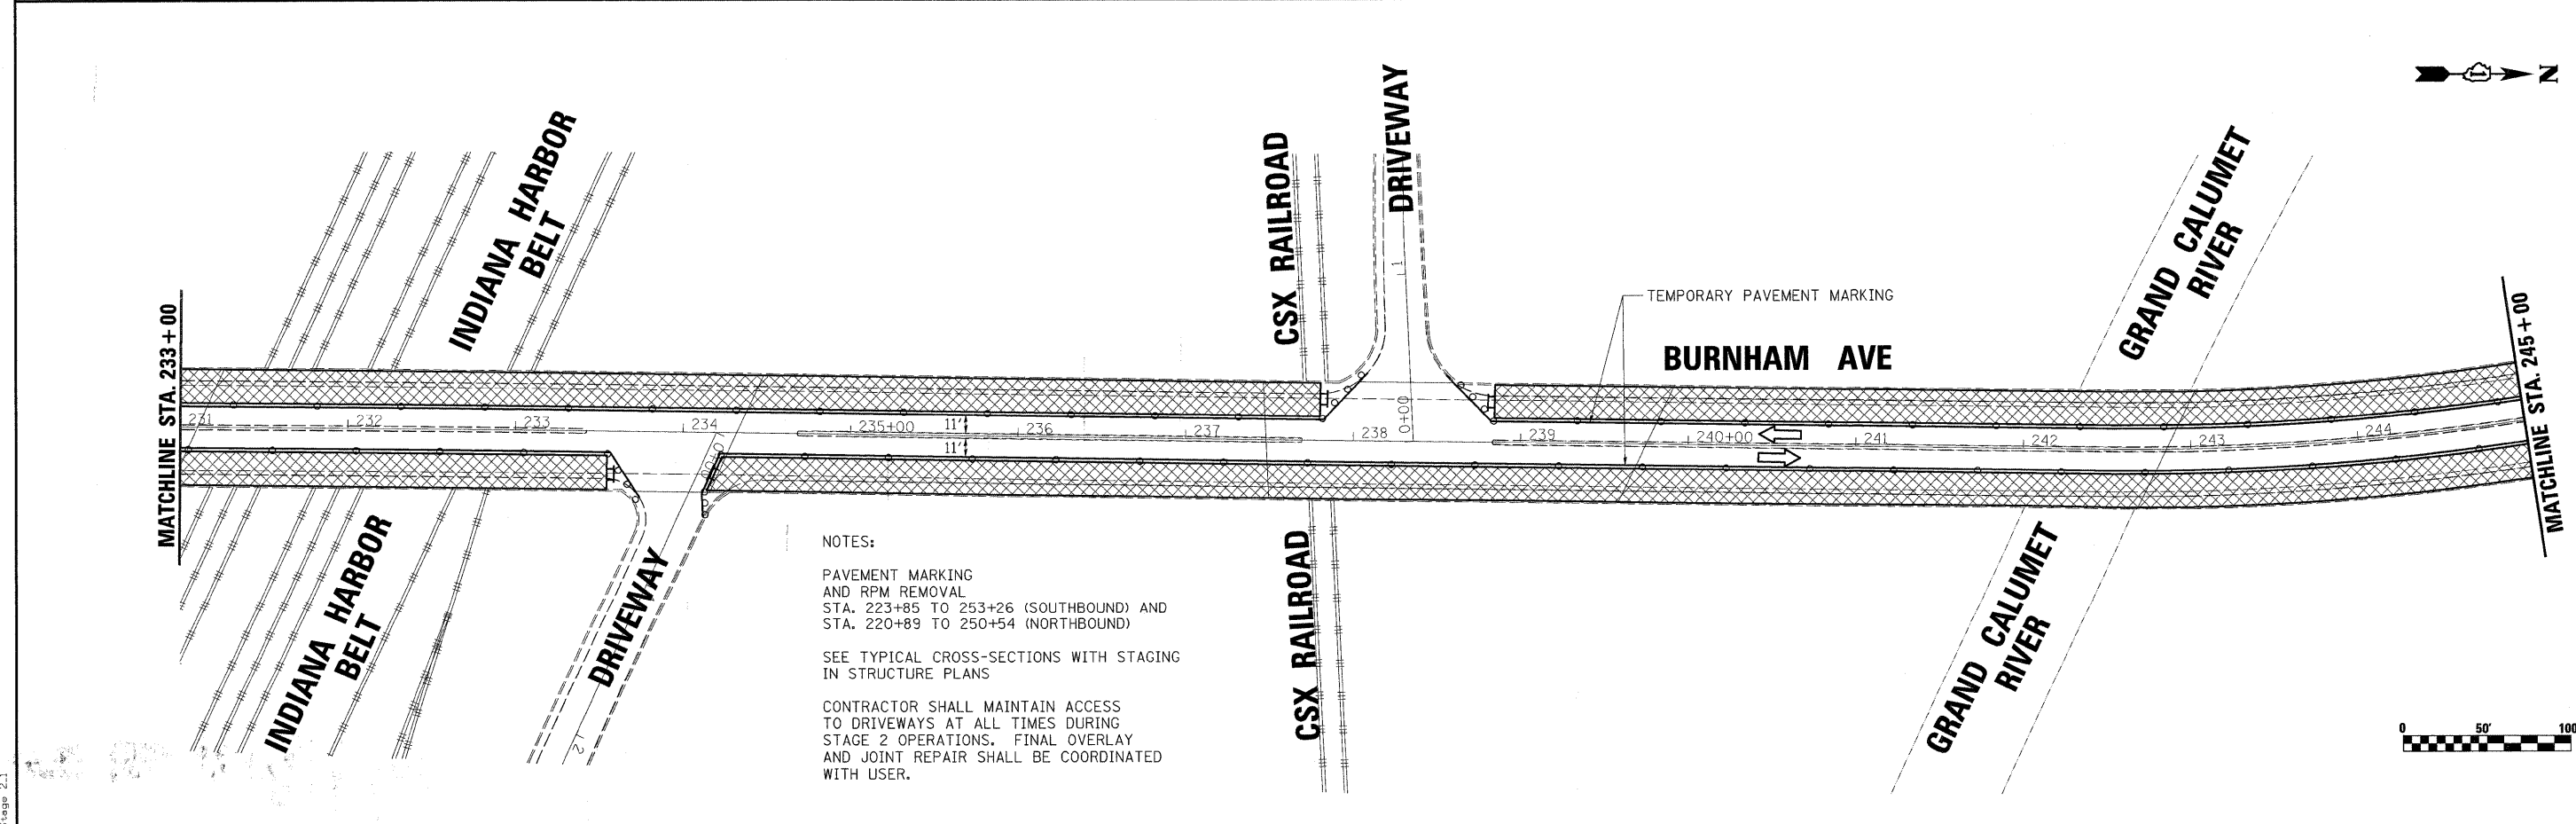 N
INDIANA HARBOR
BELT
CSX RAILROAD
DRIVEWAY
GRAND CALUMET
RIVER
MATCHLINE STA. 233+00
TEMPORARY PAVEMENT MARKING
BURNHAM AVE
MATCHLINE STA. 245+00
1
231
232
233
234
235+00
236
237
238
239
240+00
241
242
243
244
11'
11'
0+00
0+00
INDIANA HARBOR
BELT
DRIVEWAY
2
NOTES:
PAVEMENT MARKING
AND RPM REMOVAL
STA. 223+85 TO 253+26 (SOUTHBOUND) AND
STA. 220+89 TO 250+54 (NORTHBOUND)
SEE TYPICAL CROSS-SECTIONS WITH STAGING
IN STRUCTURE PLANS
CONTRACTOR SHALL MAINTAIN ACCESS
TO DRIVEWAYS AT ALL TIMES DURING
STAGE 2 OPERATIONS. FINAL OVERLAY
AND JOINT REPAIR SHALL BE COORDINATED
WITH USER.
CSX RAILROAD
GRAND CALUMET
RIVER
0
50'
100